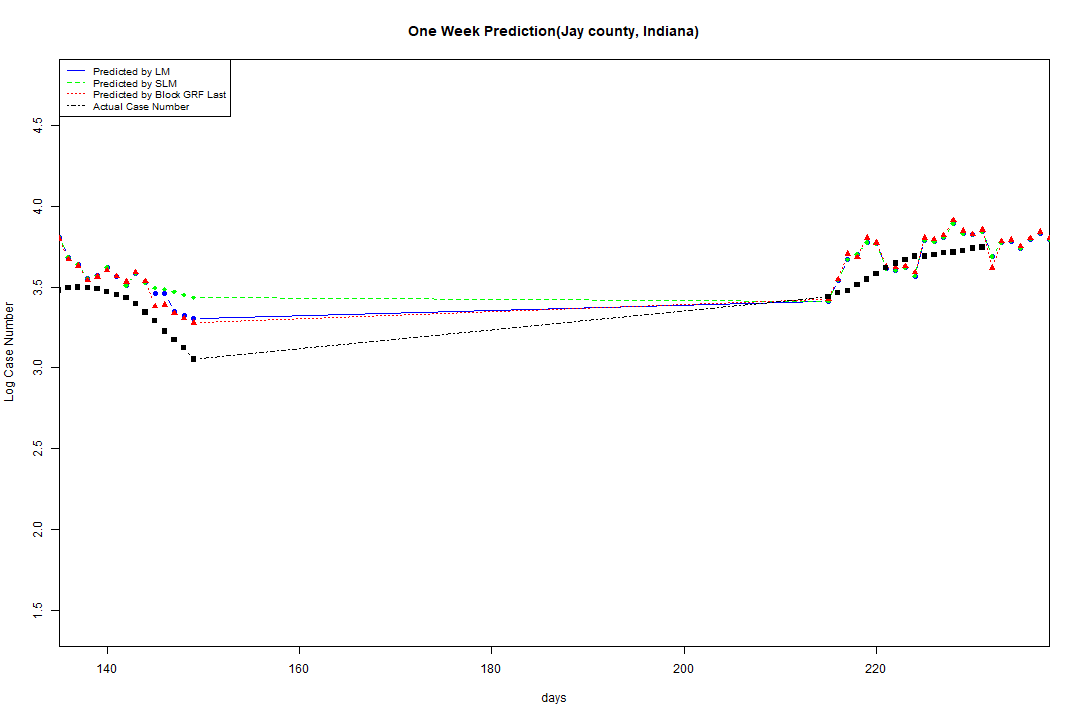 One Week Prediction(Jay county, Indiana)
Predicted by LM
Predicted by SLM
Predicted by Block GRF Last
Actual Case Number
4.5
4.0
3.5
3.0
2.5
2.0
1.5
Log Case Number
140 160 180 200 220
days